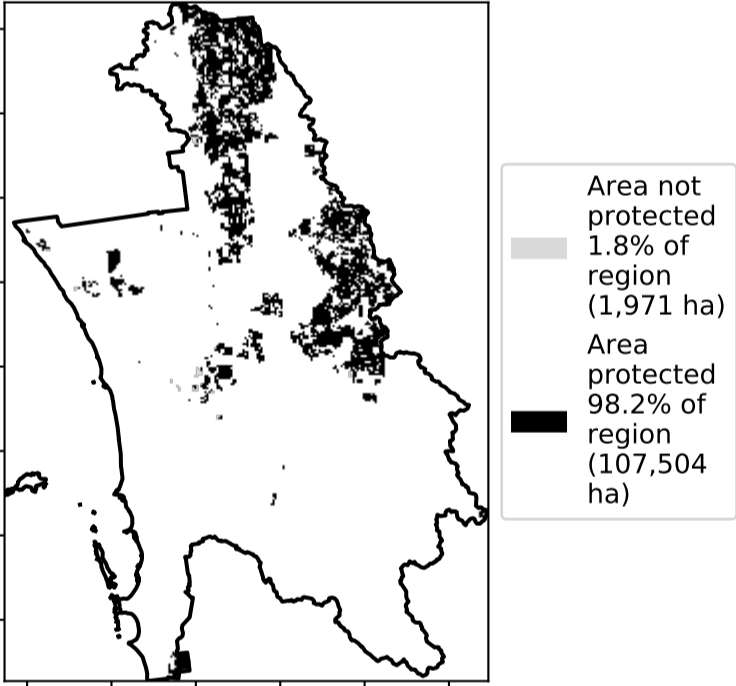 Area not
protected
1.8% of
region
(1,971 ha)
Area
protected
98.2% of
region
(107,504
ha)